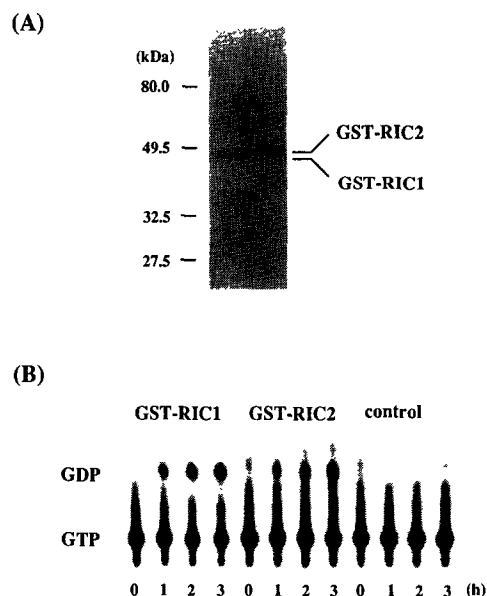 (A)
(kDa)
80.0
49.5
32.5
27.5
GST-RIC2
GST-RIC1
(B)
GST-RIC1 GST-RIC2 control
GDP
GTP
0 1 2 3 0 1 2 3 0 1 2 3 (h)